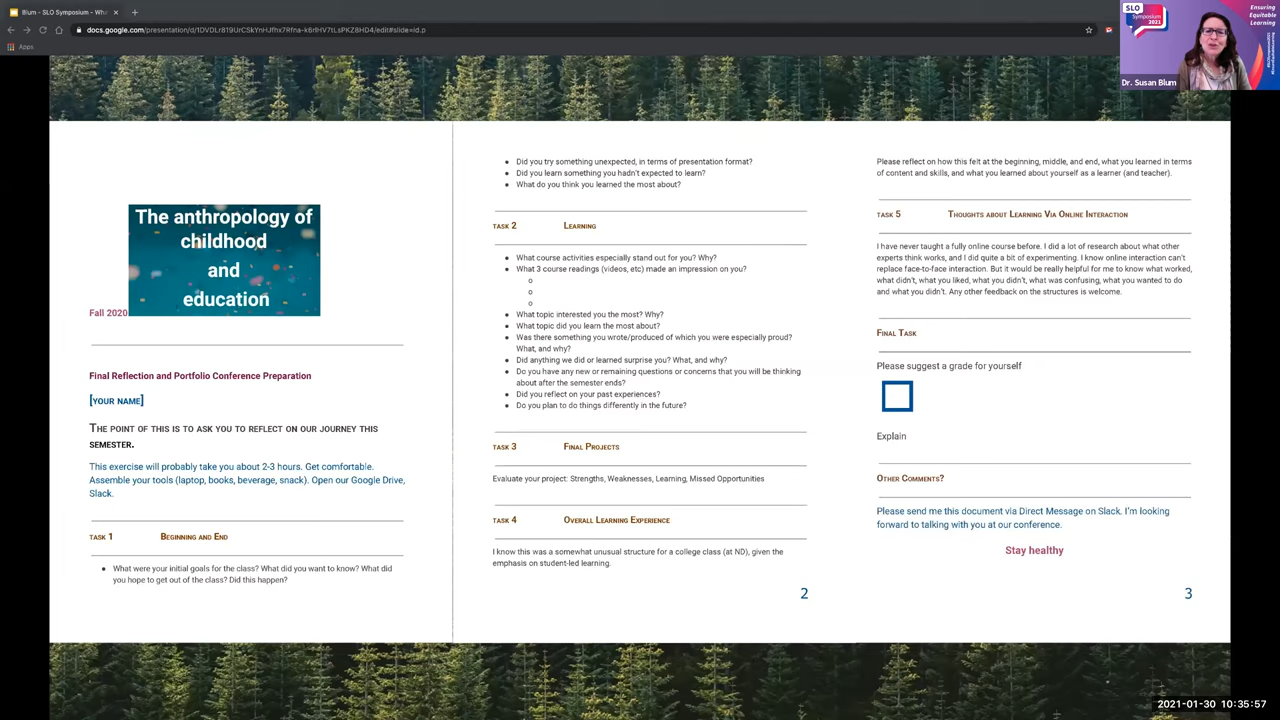 Blum - SLO Symposium - What
docs.google.com/presentation/d/1DVDLr819UrCSkYnHJfhx7Rfna-k6rIHV7tLsPKZ8HD4/edit#slide=id.p
Apps
SLO
Symposium
2021
Ensuring
Equitable
Learning
Dr. Susan Blum
The anthropology of
childhood
and
education
Fall 2020
Final Reflection and Portfolio Conference Preparation
[YOUR NAME]
THE POINT OF THIS IS TO ASK YOU TO REFLECT ON OUR JOURNEY THIS
SEMESTER.
This exercise will probably take you about 2-3 hours. Get comfortable.
Assemble your tools (laptop, books, beverage, snack). Open our Google Drive,
Slack.
TASK 1 BEGINNING AND END
• What were your initial goals for the class? What did you want to know? What did
you hope to get out of the class? Did this happen?
• Did you try something unexpected, in terms of presentation format?
• Did you learn something you hadn't expected to learn?
• What do you think you learned the most about?
TASK 2 LEARNING
• What course activities especially stand out for you? Why?
• What 3 course readings (videos, etc) made an impression on you?
o
o
o
• What topic interested you the most? Why?
• What topic did you learn the most about?
• Was there something you wrote/produced of which you were especially proud?
What, and why?
• Did anything we did or learned surprise you? What, and why?
• Do you have any new or remaining questions or concerns that you will be thinking
about after the semester ends?
• Did you reflect on your past experiences?
• Do you plan to do things differently in the future?
TASK 3 FINAL PROJECTS
Evaluate your project: Strengths, Weaknesses, Learning, Missed Opportunities
TASK 4 OVERALL LEARNING EXPERIENCE
I know this was a somewhat unusual structure for a college class (at ND), given the
emphasis on student-led learning.
2
Please reflect on how this felt at the beginning, middle, and end, what you learned in terms
of content and skills, and what you learned about yourself as a learner (and teacher).
TASK 5 THOUGHTS ABOUT LEARNING VIA ONLINE INTERACTION
I have never taught a fully online course before. I did a lot of research about what other
experts think works, and I did quite a bit of experimenting. I know online interaction can't
replace face-to-face interaction. But it would be really helpful for me to know what worked,
what didn't, what you liked, what you didn't, what was confusing, what you wanted to do
and what you didn't. Any other feedback on the structures is welcome.
FINAL TASK
Please suggest a grade for yourself
Explain
OTHER COMMENTS?
Please send me this document via Direct Message on Slack. I'm looking
forward to talking with you at our conference.
Stay healthy
3
2021-01-30 10:35:57